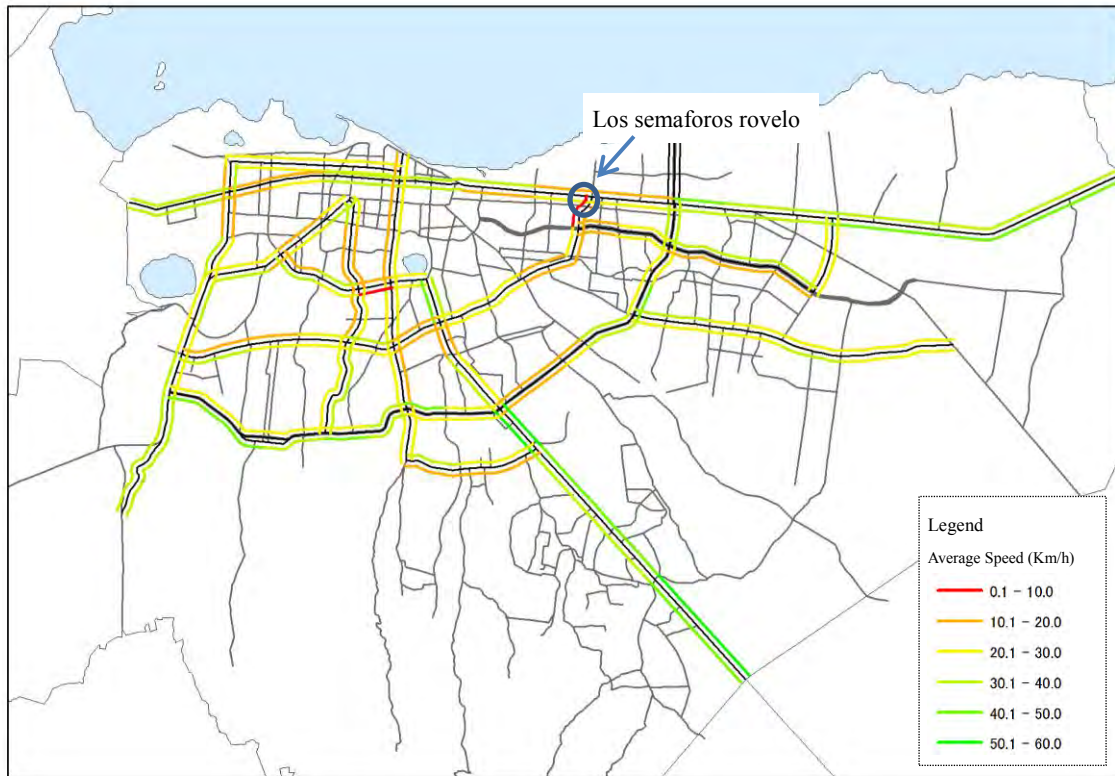 Los semaforos rovelo
Legend
Average Speed (Km/h)
0.1 – 10.0
10.1 – 20.0
20.1 – 30.0
30.1 – 40.0
40.1 – 50.0
50.1 – 60.0